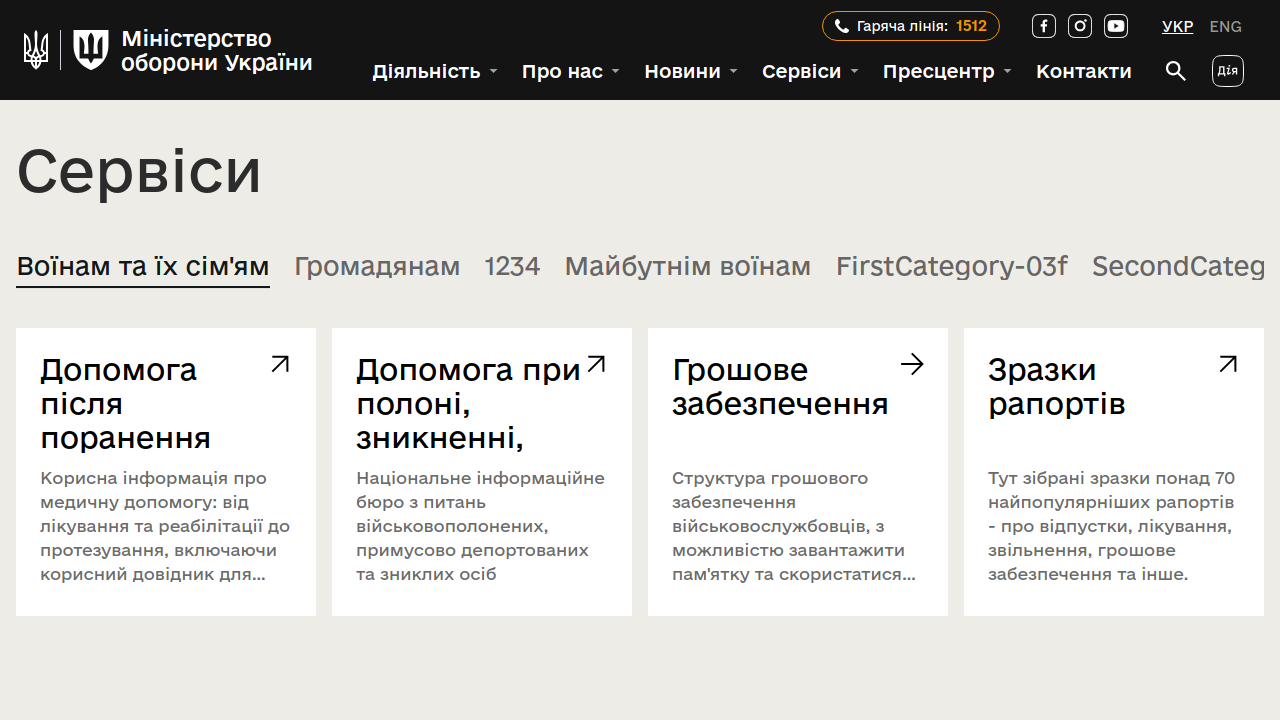 Міністерство
оборони України
Гаряча лінія: 1512
УКР ENG
Діяльність Про нас Новини Сервіси Пресцентр Контакти
Дія
Сервіси
Воїнам та їх сім'ям Громадянам 1234 Майбутнім воїнам FirstCategory-03f SecondCateg
Допомога
після
поранення
Корисна інформація про
медичну допомогу: від
лікування та реабілітації до
протезування, включаючи
корисний довідник для...
Допомога при
полоні,
зникненні,
Національне інформаційне
бюро з питань
військовополонених,
примусово депортованих
та зниклих осіб
Грошове
забезпечення
Структура грошового
забезпечення
військовослужбовців, з
можливістю завантажити
пам'ятку та скористатися...
Зразки
рапортів
Тут зібрані зразки понад 70
найпопулярніших рапортів
- про відпустки, лікування,
звільнення, грошове
забезпечення та інше.